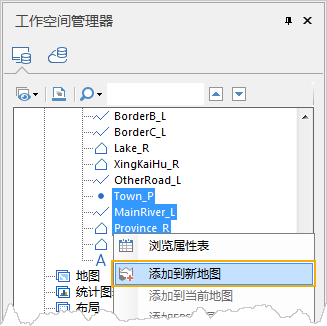 工作空间管理器
BorderB_L
BorderC_L
Lake_R
XingKaiHu_R
OtherRoad_L
Town_P
MainRiver_L
Province_R
浏览属性表
添加到新地图
添加到当前地图
地图
统计图
布局